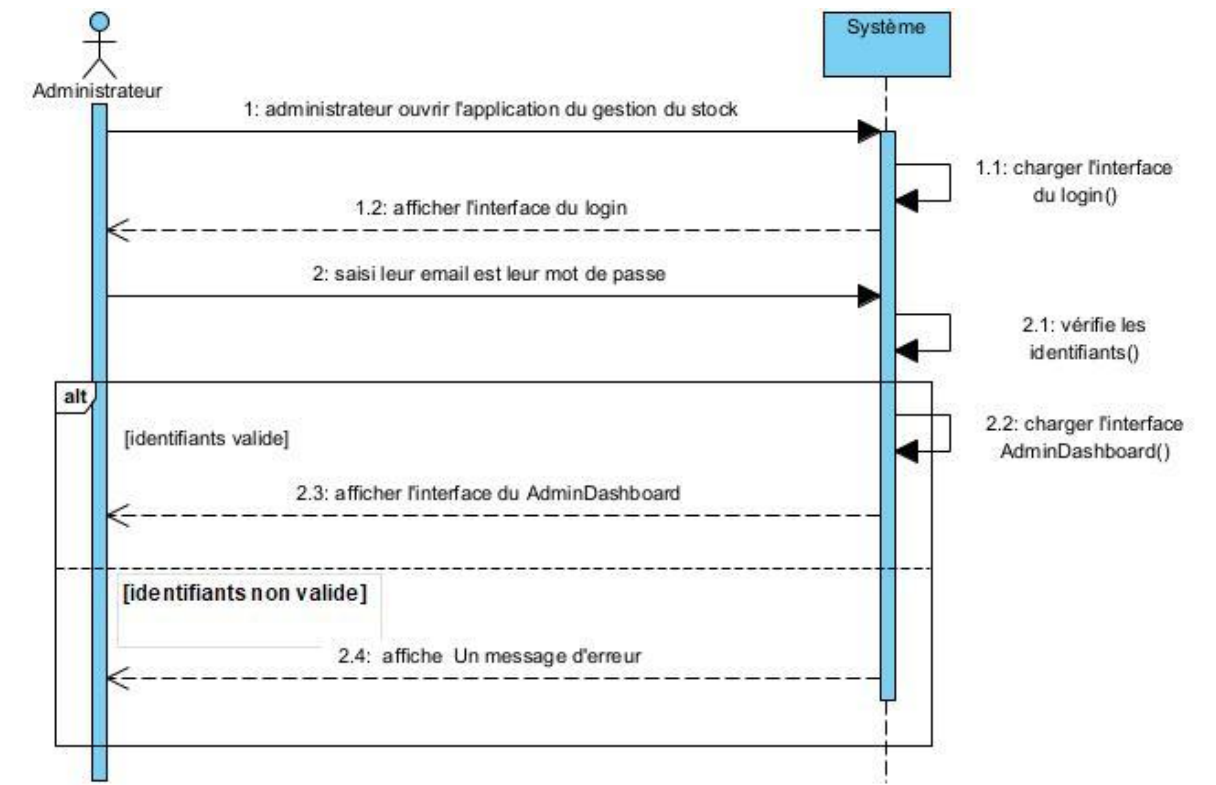 Système
Administrateur
1: administrateur ouvrir l'application du gestion du stock
1.1: charger l'interface
du login()
1.2: afficher l'interface du login
2: saisi leur email est leur mot de passe
2.1: vérifie les
identifiants()
alt
[identifiants valide]
2.2: charger l'interface
AdminDashboard()
2.3: afficher l'interface du AdminDashboard
[identifiants non valide]
2.4: affiche Un message d'erreur